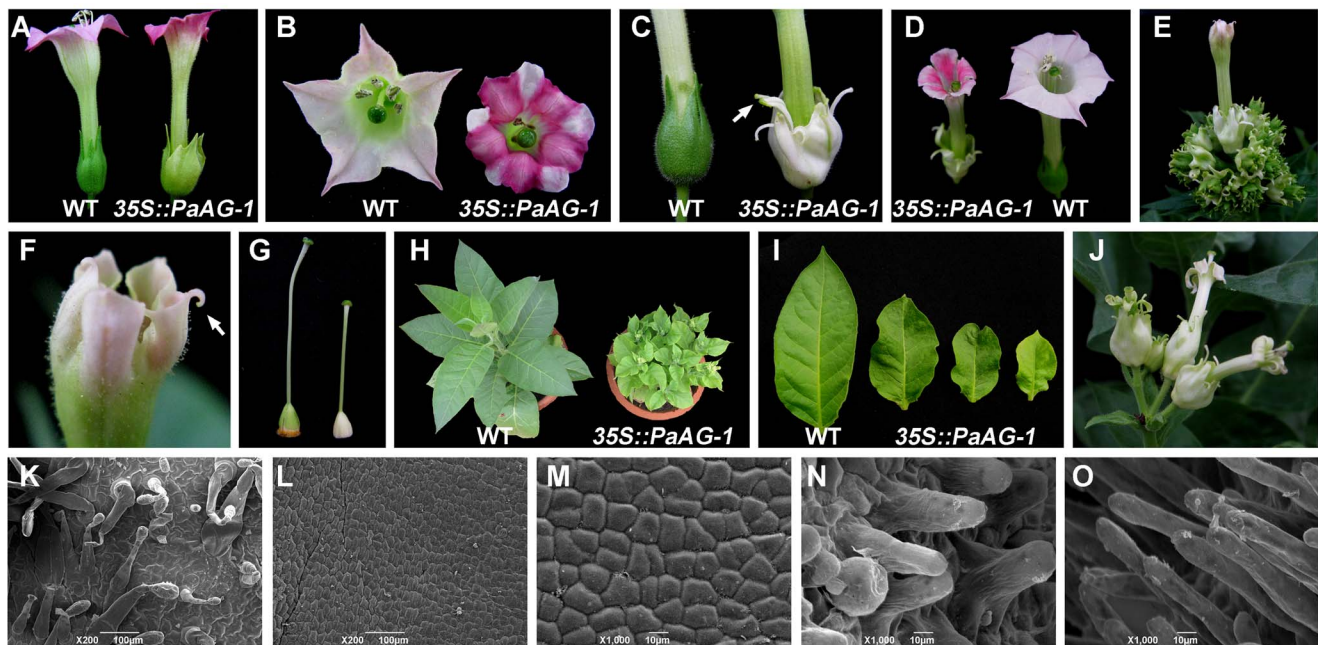 A
WT 35S::PaAG-1
B
WT 35S::PaAG-1
C
WT 35S::PaAG-1
D
35S::PaAG-1 WT
E
F
G
H
WT 35S::PaAG-1
I
WT 35S::PaAG-1
J
K
X200 100µm
L
X200 100µm
M
X1,000 10µm
N
X1,000 10µm
O
X1,000 10µm